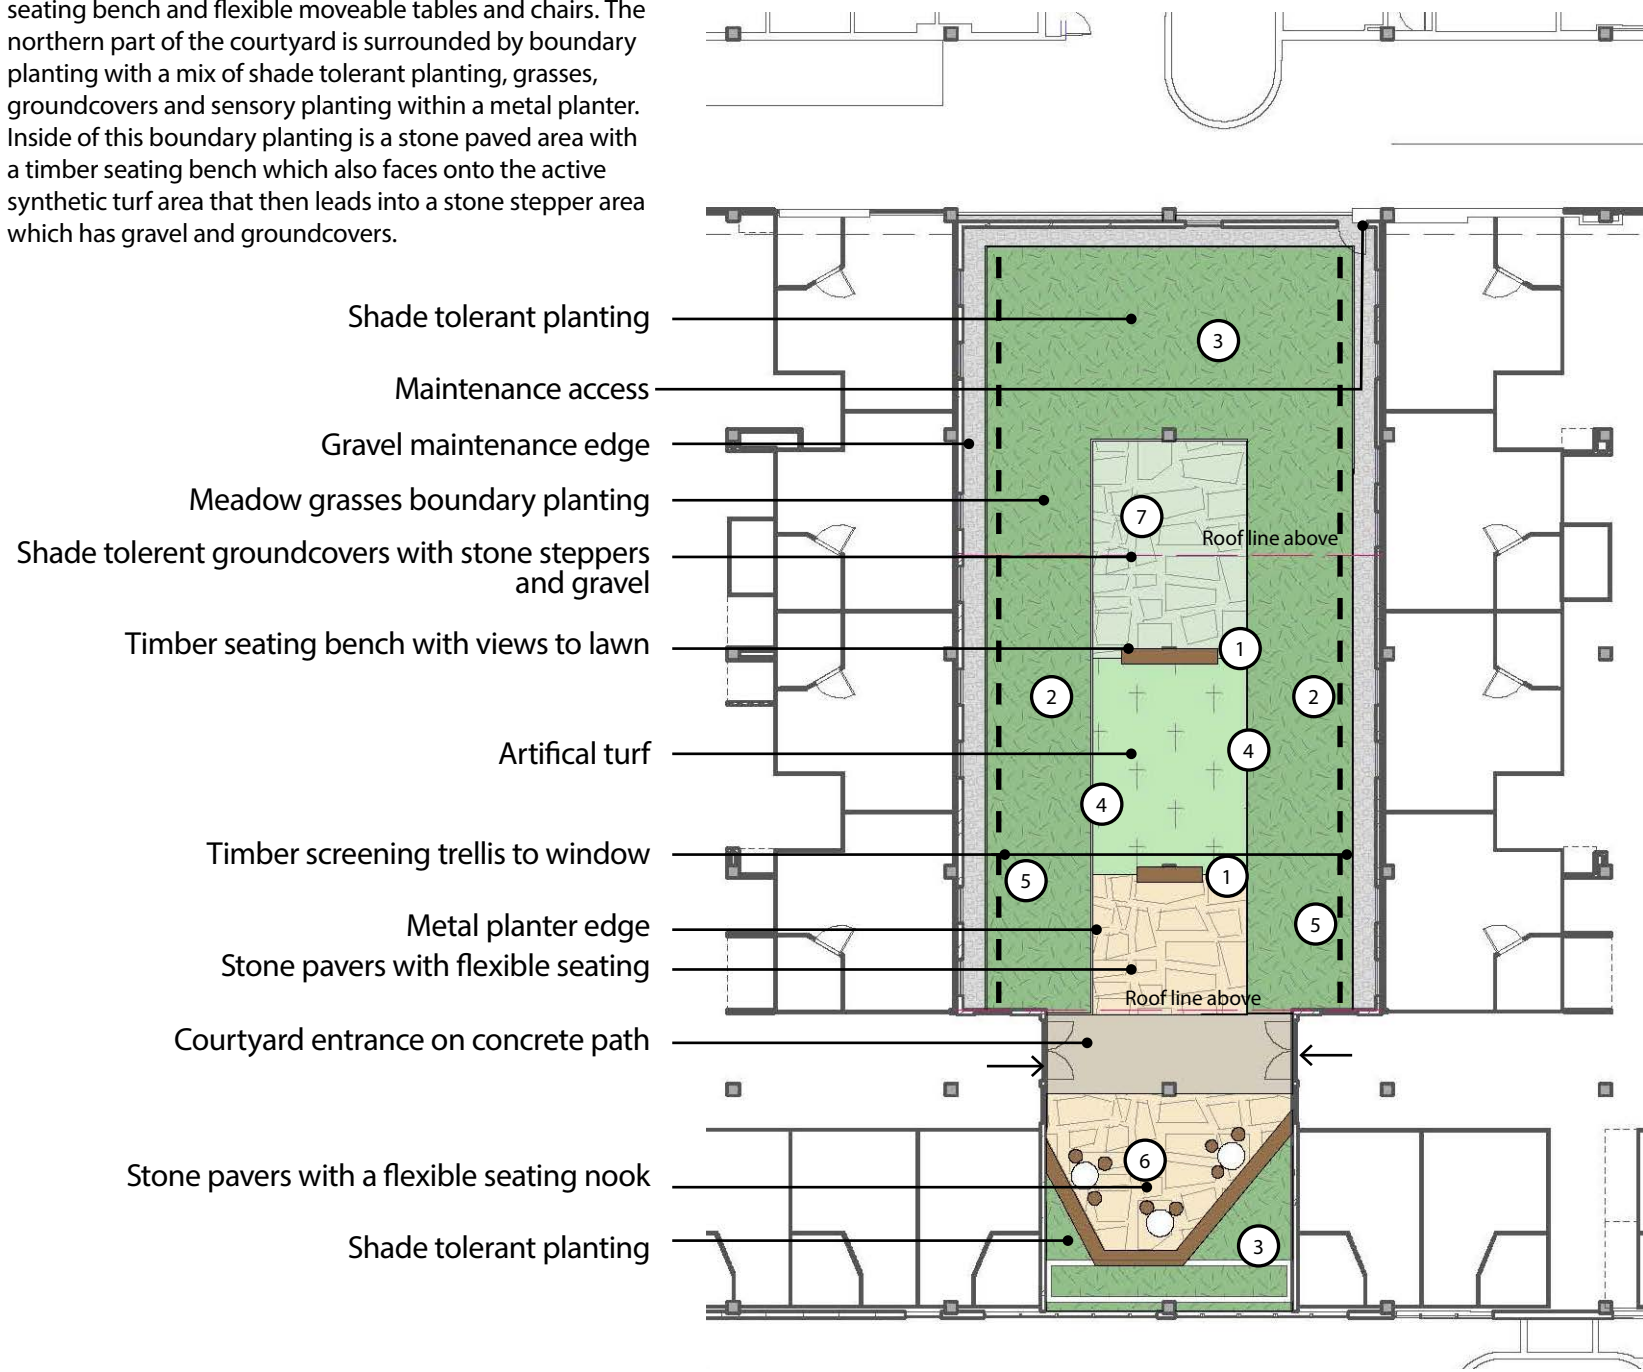 seating bench and flexible moveable tables and chairs. The
northern part of the courtyard is surrounded by boundary
planting with a mix of shade tolerant planting, grasses,
groundcovers and sensory planting within a metal planter.
Inside of this boundary planting is a stone paved area with
a timber seating bench which also faces onto the active
synthetic turf area that then leads into a stone stepper area
which has gravel and groundcovers.
Shade tolerant planting
3
Maintenance access
Gravel maintenance edge
Meadow grasses boundary planting
7
Roof line above
Shade tolerent groundcovers with stone steppers
and gravel
Timber seating bench with views to lawn
1
2
2
Artifical turf
4
4
Timber screening trellis to window
5
1
Metal planter edge
5
Stone pavers with flexible seating
Roof line above
Courtyard entrance on concrete path
6
Stone pavers with a flexible seating nook
Shade tolerant planting
3